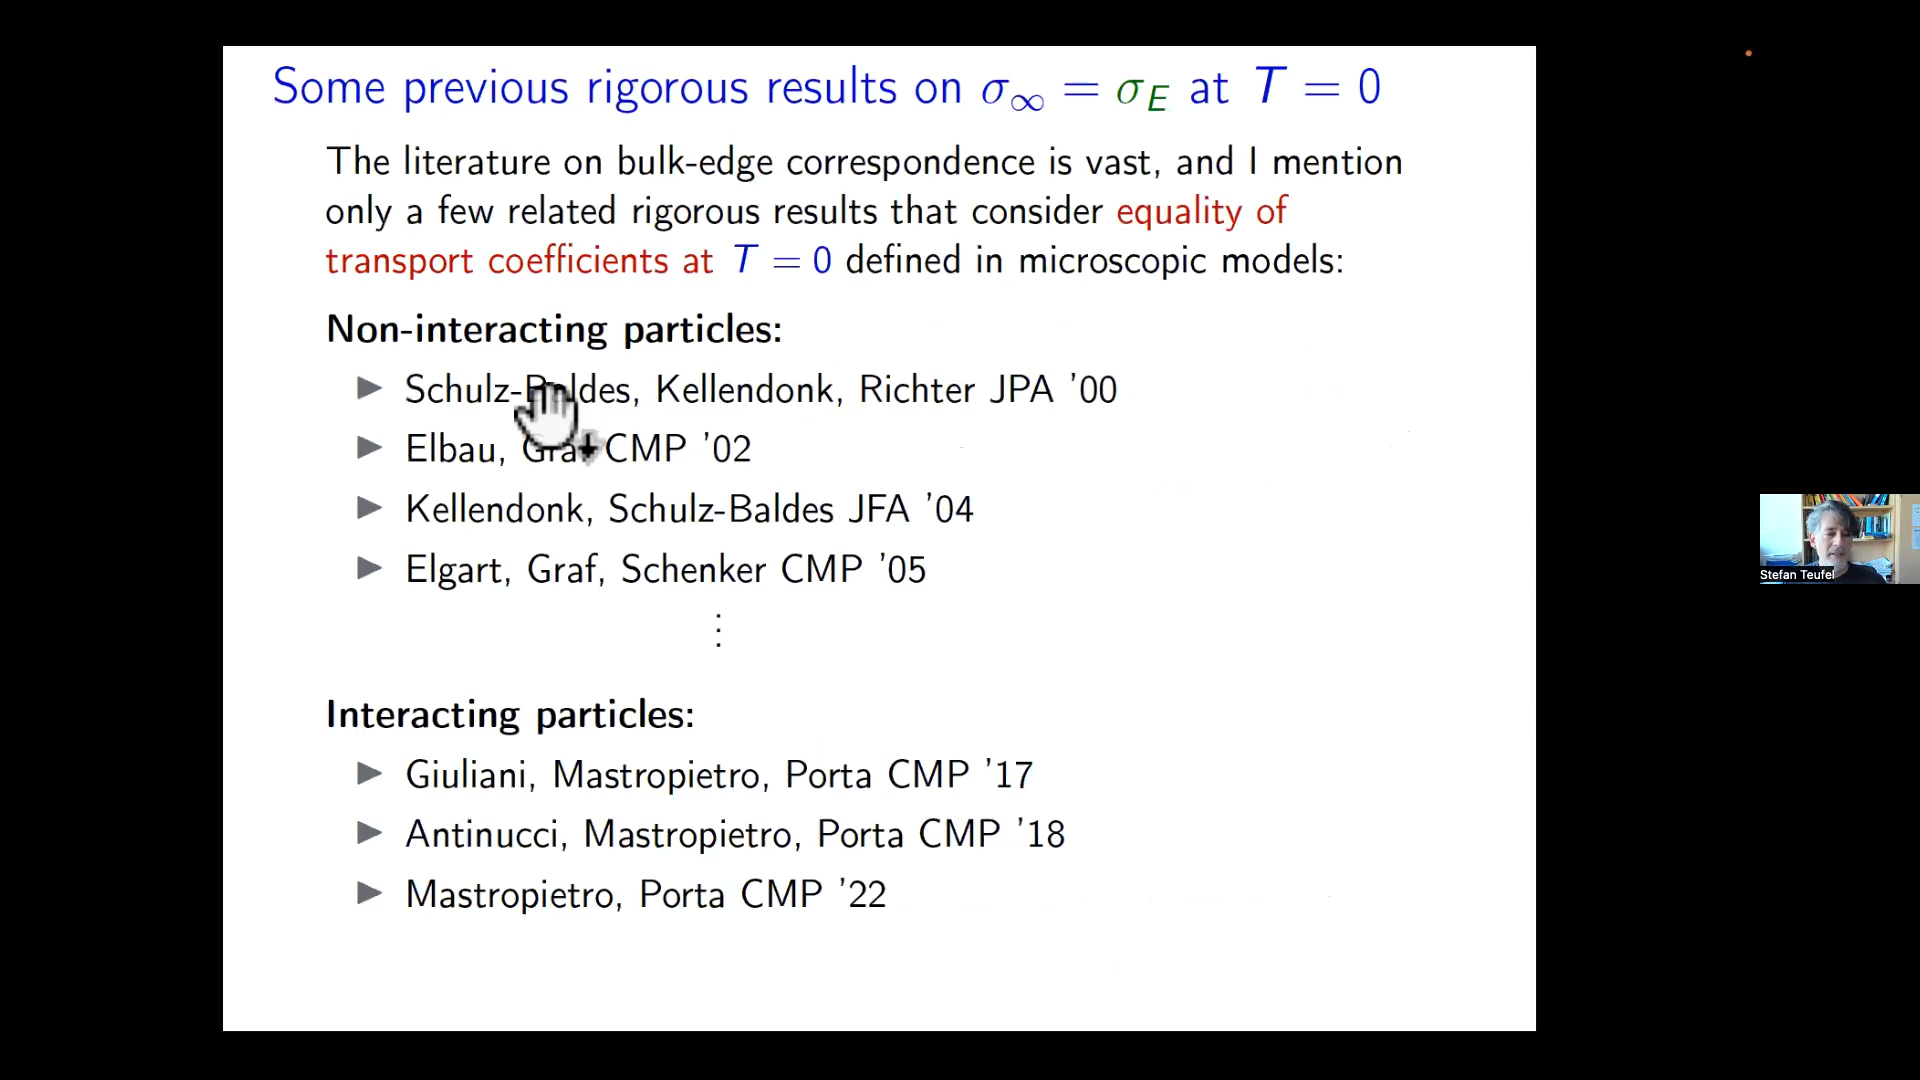 Some previous rigorous results on σ∞ = σE at T = 0
The literature on bulk-edge correspondence is vast, and I mention
only a few related rigorous results that consider equality of
transport coefficients at T = 0 defined in microscopic models:
Non-interacting particles:
▶ Schulz-Baldes, Kellendonk, Richter JPA '00
▶ Elbau, Graf CMP '02
▶ Kellendonk, Schulz-Baldes JFA '04
▶ Elgart, Graf, Schenker CMP '05
⋮
Interacting particles:
▶ Giuliani, Mastropietro, Porta CMP '17
▶ Antinucci, Mastropietro, Porta CMP '18
▶ Mastropietro, Porta CMP '22
Stefan Teufel